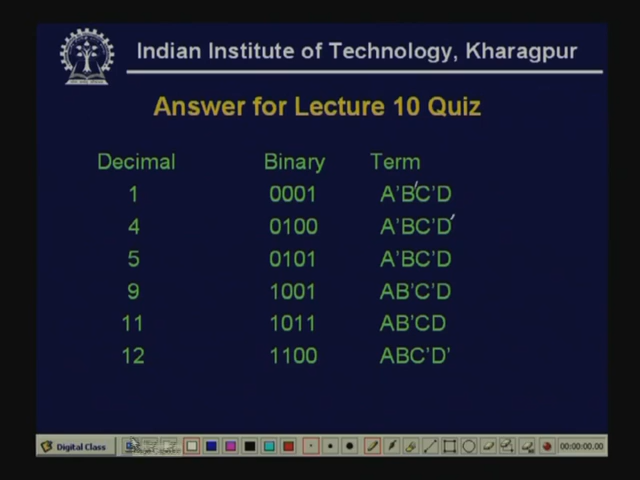 Indian Institute of Technology, Kharagpur
Answer for Lecture 10 Quiz
Decimal Binary Term
1 0001 A'B'C'D
4 0100 A'BC'D'
5 0101 A'BC'D
9 1001 AB'C'D
11 1011 AB'CD
12 1100 ABC'D'
Digital Class 00:00:00.00